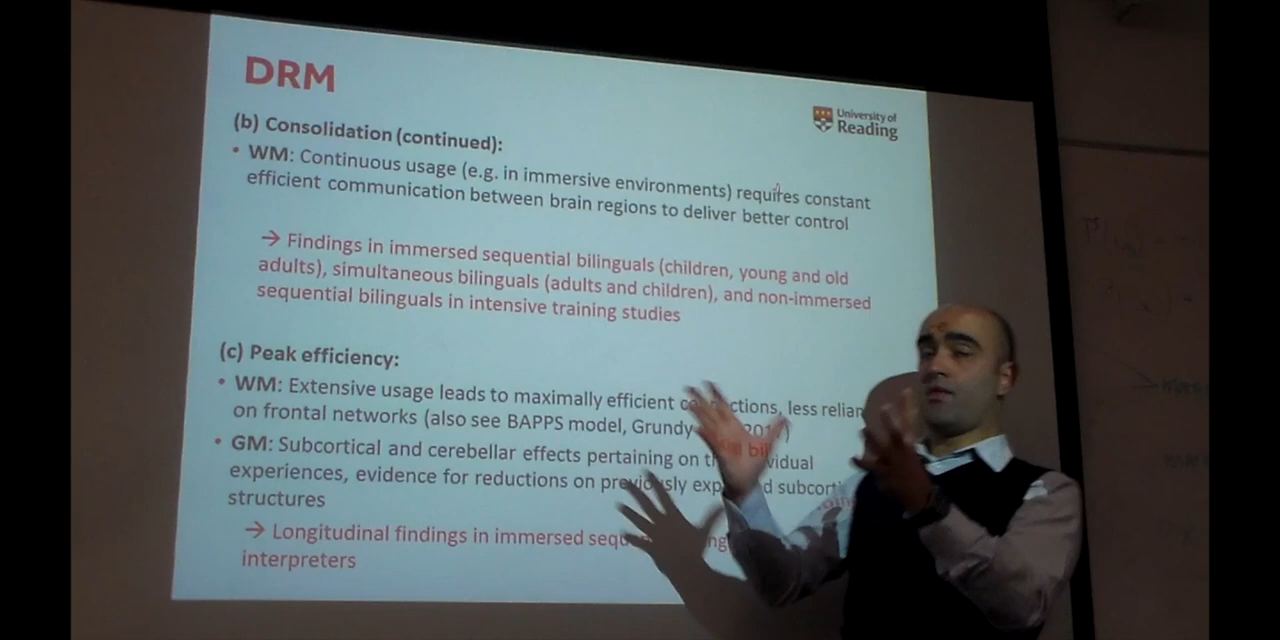 DRM
University of
Reading
(b) Consolidation (continued):
• WM: Continuous usage (e.g. in immersive environments) requires constant
efficient communication between brain regions to deliver better control
→ Findings in immersed sequential bilinguals (children, young and old
adults), simultaneous bilinguals (adults and children), and non-immersed
sequential bilinguals in intensive training studies
(c) Peak efficiency:
• WM: Extensive usage leads to maximally efficient less
on frontal networks (also see BAPPS model, Grundy
• GM: Subcortical and cerebellar effects pertaining on
experiences, evidence for reductions on previously
structures
→ Longitudinal findings in immersed
interpreters